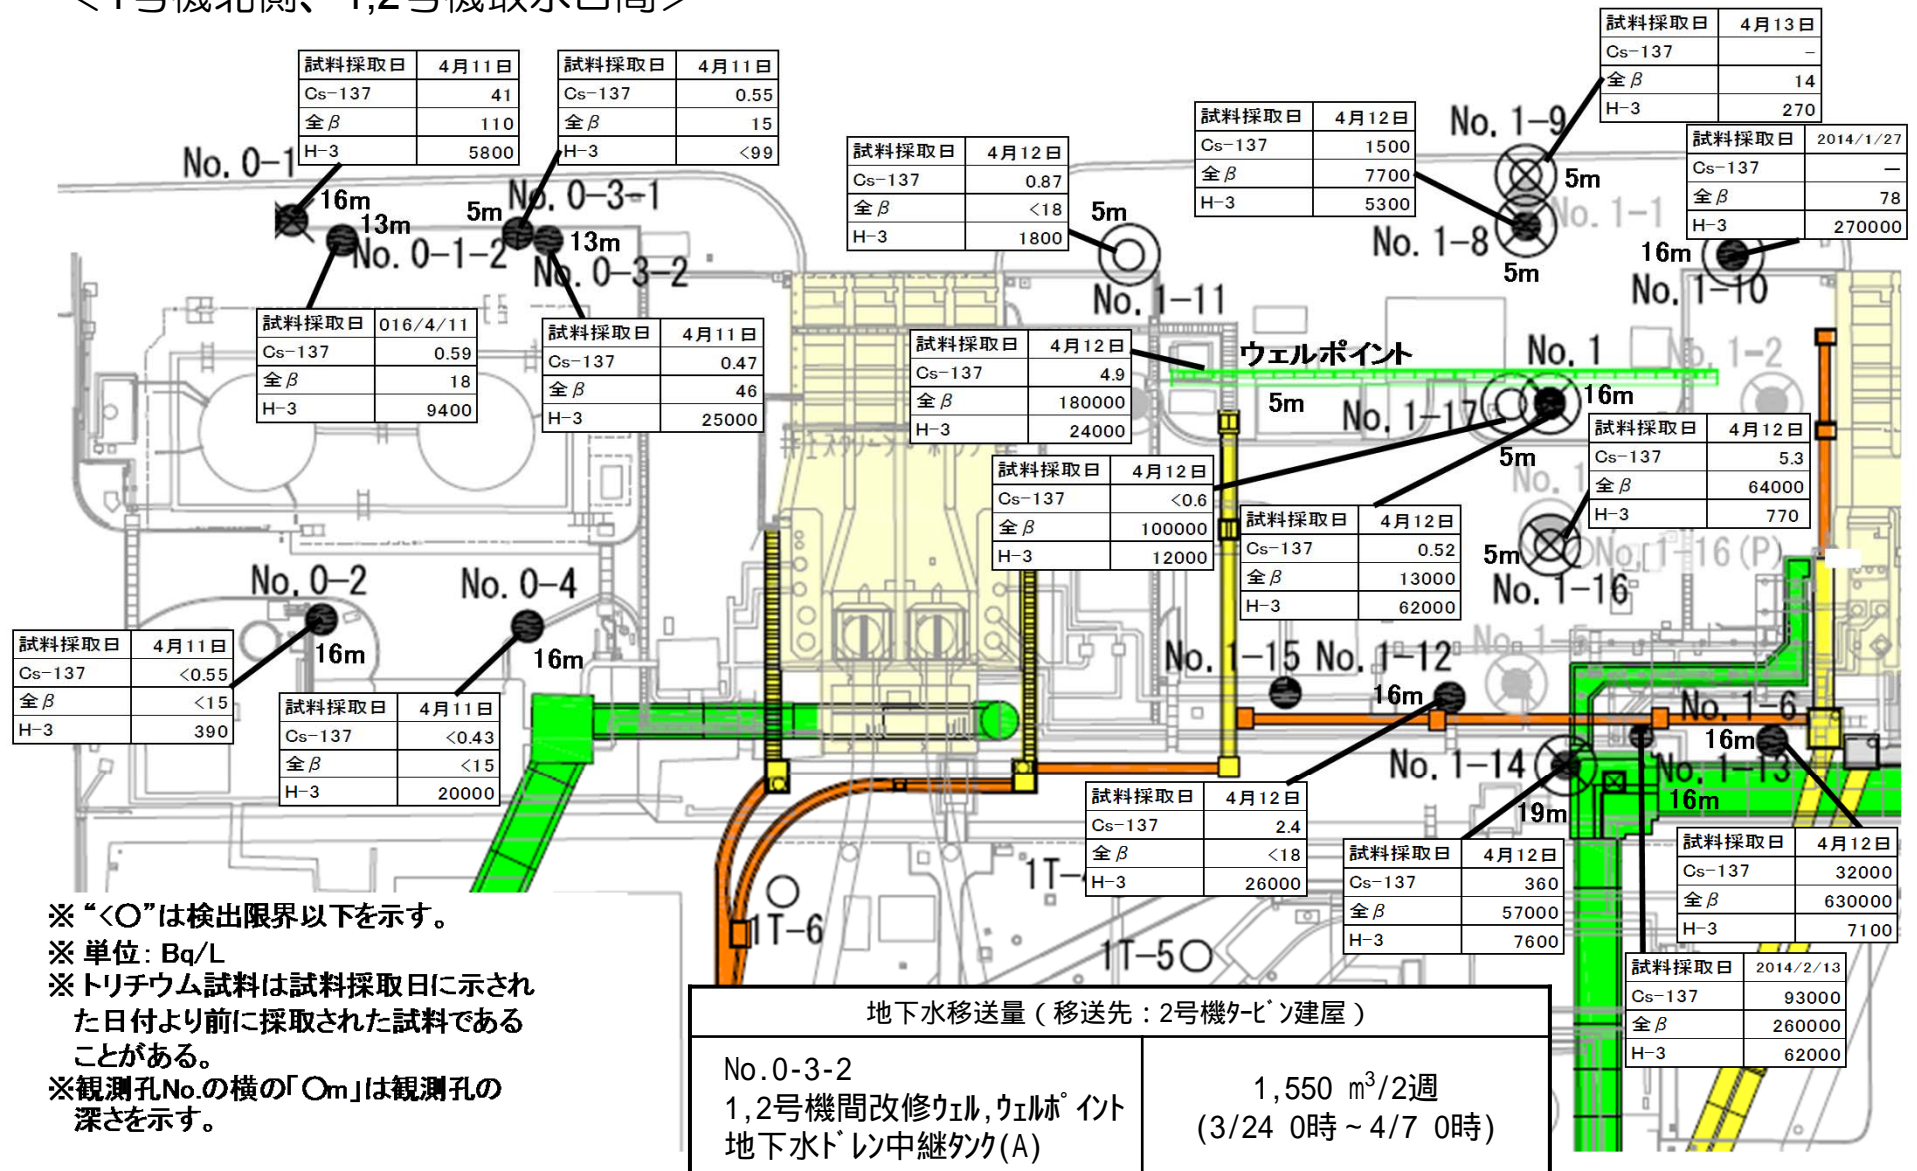 ＜1号機北側、1,2号機取水口間＞
試料採取日 4月11日
Cs-137 41
全β 110
H-3 5800
試料採取日 4月11日
Cs-137 0.55
全β 15
H-3 <99
試料採取日 4月12日
Cs-137 0.87
全β <18
H-3 1800
試料採取日 4月12日
Cs-137 1500
全β 7700
H-3 5300
試料採取日 4月13日
Cs-137 -
全β 14
H-3 270
試料採取日 2014/1/27
Cs-137 —
全β 78
H-3 270000
No. 0-1
16m
13m
No. 0-1-2
5m
No. 0-3-1
13m
No. 0-3-2
5m
No. 1-11
No. 1-9
5m
No. 1-1
No. 1-8
5m
16m
No. 1-10
試料採取日 016/4/11
Cs-137 0.59
全β 18
H-3 9400
試料採取日 4月11日
Cs-137 0.47
全β 46
H-3 25000
試料採取日 4月12日
Cs-137 4.9
全β 180000
H-3 24000
ウェルポイント
5m
No. 1
No. 1-2
16m
No. 1-17
5m
試料採取日 4月12日
Cs-137 5.3
全β 64000
H-3 770
試料採取日 4月12日
Cs-137 <0.6
全β 100000
H-3 12000
試料採取日 4月12日
Cs-137 0.52
全β 13000
H-3 62000
5m
No. 1-16(P)
No. 1-16
No. 0-2
16m
No. 0-4
16m
No. 1-15
No. 1-12
16m
No. 1-5
No. 1-6
16m
No. 1-14
19m
No. 1-13
16m
試料採取日 4月11日
Cs-137 <0.55
全β <15
H-3 390
試料採取日 4月11日
Cs-137 <0.43
全β <15
H-3 20000
試料採取日 4月12日
Cs-137 2.4
全β <18
H-3 26000
試料採取日 4月12日
Cs-137 360
全β 57000
H-3 7600
試料採取日 4月12日
Cs-137 32000
全β 630000
H-3 7100
試料採取日 2014/2/13
Cs-137 93000
全β 260000
H-3 62000
1T-6
1T-5
※“<○”は検出限界以下を示す。
※単位: Bq/L
※トリチウム試料は試料採取日に示され
た日付より前に採取された試料である
ことがある。
※観測孔No.の横の「○m」は観測孔の
深さを示す。
地下水移送量（移送先：2号機ﾀｰﾋﾞﾝ建屋）
No.0-3-2
1,2号機間改修ｳｪﾙ,ｳｪﾙﾎﾟｲﾝﾄ
地下水ﾄﾞﾚﾝ中継ﾀﾝｸ(A)
1,550 m³/2週
(3/24 0時～4/7 0時)